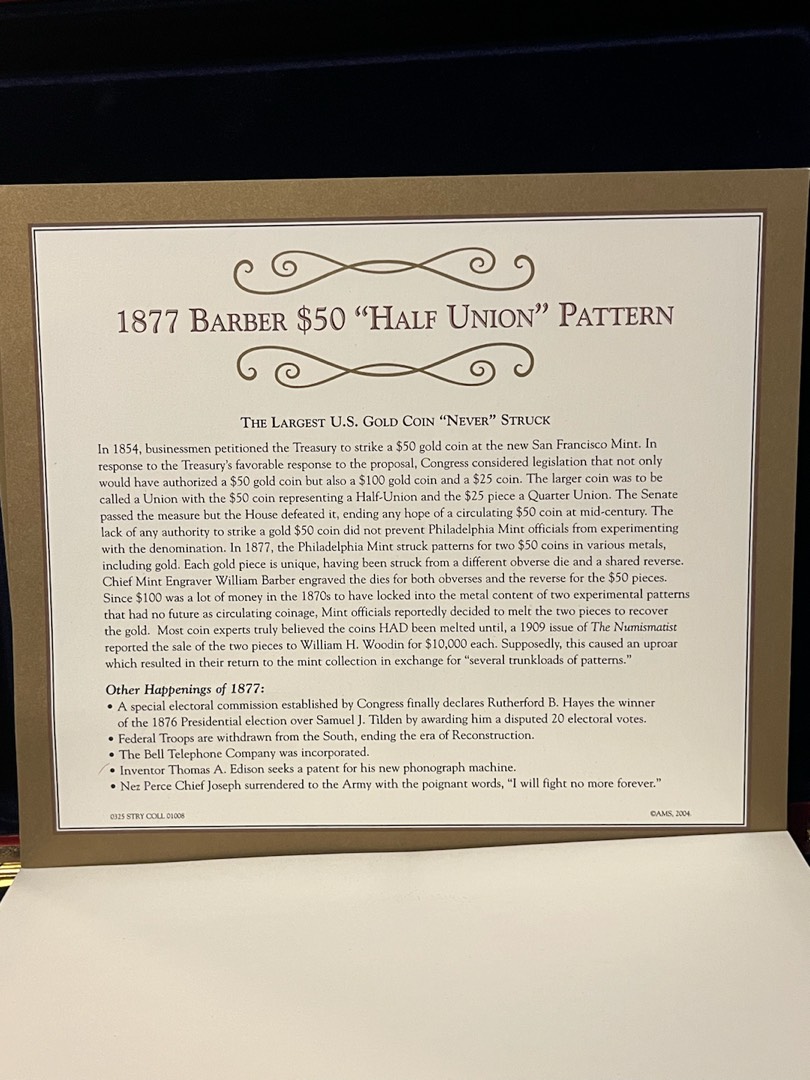 1877 Barber $50 “Half Union” Pattern
The Largest U.S. Gold Coin “Never” Struck
In 1854, businessmen petitioned the Treasury to strike a $50 gold coin at the new San Francisco Mint. In
response to the Treasury's favorable response to the proposal, Congress considered legislation that not only
would have authorized a $50 gold coin but also a $100 gold coin and a $25 coin. The larger coin was to be
called a Union with the $50 coin representing a Half-Union and the $25 piece a Quarter Union. The Senate
passed the measure but the House defeated it, ending any hope of a circulating $50 coin at mid-century. The
lack of any authority to strike a gold $50 coin did not prevent Philadelphia Mint officials from experimenting
with the denomination. In 1877, the Philadelphia Mint struck patterns for two $50 coins in various metals,
including gold. Each gold piece is unique, having been struck from a different obverse die and a shared reverse.
Chief Mint Engraver William Barber engraved the dies for both obverses and the reverse for the $50 pieces.
Since $100 was a lot of money in the 1870s to have locked into the metal content of two experimental patterns
that had no future as circulating coinage, Mint officials reportedly decided to melt the two pieces to recover
the gold. Most coin experts truly believed the coins HAD been melted until, a 1909 issue of The Numismatist
reported the sale of the two pieces to William H. Woodin for $10,000 each. Supposedly, this caused an uproar
which resulted in their return to the mint collection in exchange for “several trunkloads of patterns.”
Other Happenings of 1877:
• A special electoral commission established by Congress finally declares Rutherford B. Hayes the winner
of the 1876 Presidential election over Samuel J. Tilden by awarding him a disputed 20 electoral votes.
• Federal Troops are withdrawn from the South, ending the era of Reconstruction.
• The Bell Telephone Company was incorporated.
• Inventor Thomas A. Edison seeks a patent for his new phonograph machine.
• Nez Perce Chief Joseph surrendered to the Army with the poignant words, “I will fight no more forever.”
0325 STRY COLL 01008
©AMS, 2004